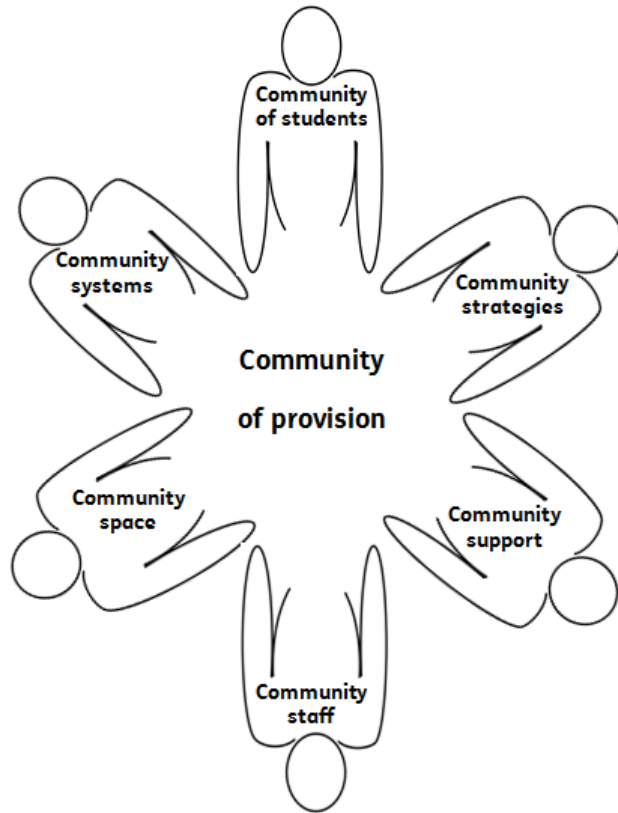 Community
of students
Community
systems
Community
strategies
Community
of provision
Community
space
Community
support
Community
staff